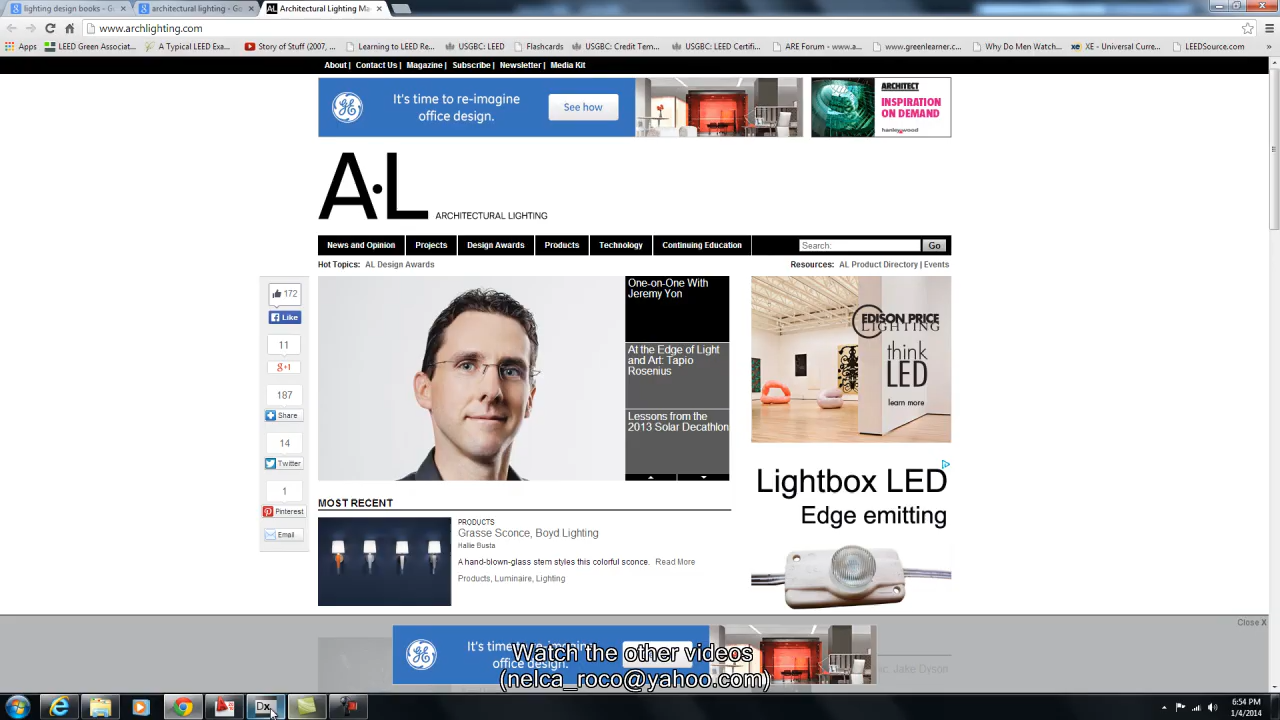 lighting design books - Go
architectural lighting - Go
Architectural Lighting Ma
www.archlighting.com
Apps
LEED Green Associat...
A Typical LEED Exa...
Story of Stuff (2007, ...
Learning to LEED Re...
USGBC: LEED
Flashcards
USGBC: Credit Tem...
USGBC: LEED Certifi...
ARE Forum - www.a...
www.greenlearner.c...
Why Do Men Watch...
XE - Universal Curre...
LEEDSource.com
About | Contact Us | Magazine | Subscribe | Newsletter | Media Kit
It's time to re-imagine
office design.
See how
ARCHITECT
INSPIRATION
ON DEMAND
hanleywood
A·L
ARCHITECTURAL LIGHTING
News and Opinion
Projects
Design Awards
Products
Technology
Continuing Education
Search:
Go
Hot Topics: AL Design Awards
Resources: AL Product Directory | Events
172
Like
11
g+1
187
Share
14
Twitter
1
Pinterest
Email
One-on-One With
Jeremy Yon
At the Edge of Light
and Art: Tapio
Rosenius
Lessons from the
2013 Solar Decathlon
EDISON PRICE
LIGHTING
think
LED
learn more
Lightbox LED
Edge emitting
MOST RECENT
PRODUCTS
Grasse Sconce, Boyd Lighting
Hallie Busta
A hand-blown-glass stem styles this colorful sconce. Read More
Products, Luminaire, Lighting
Close X
Jake Dyson
Watch the other videos
(nelca_roco@yahoo.com)
Dx
6:54 PM
1/4/2014